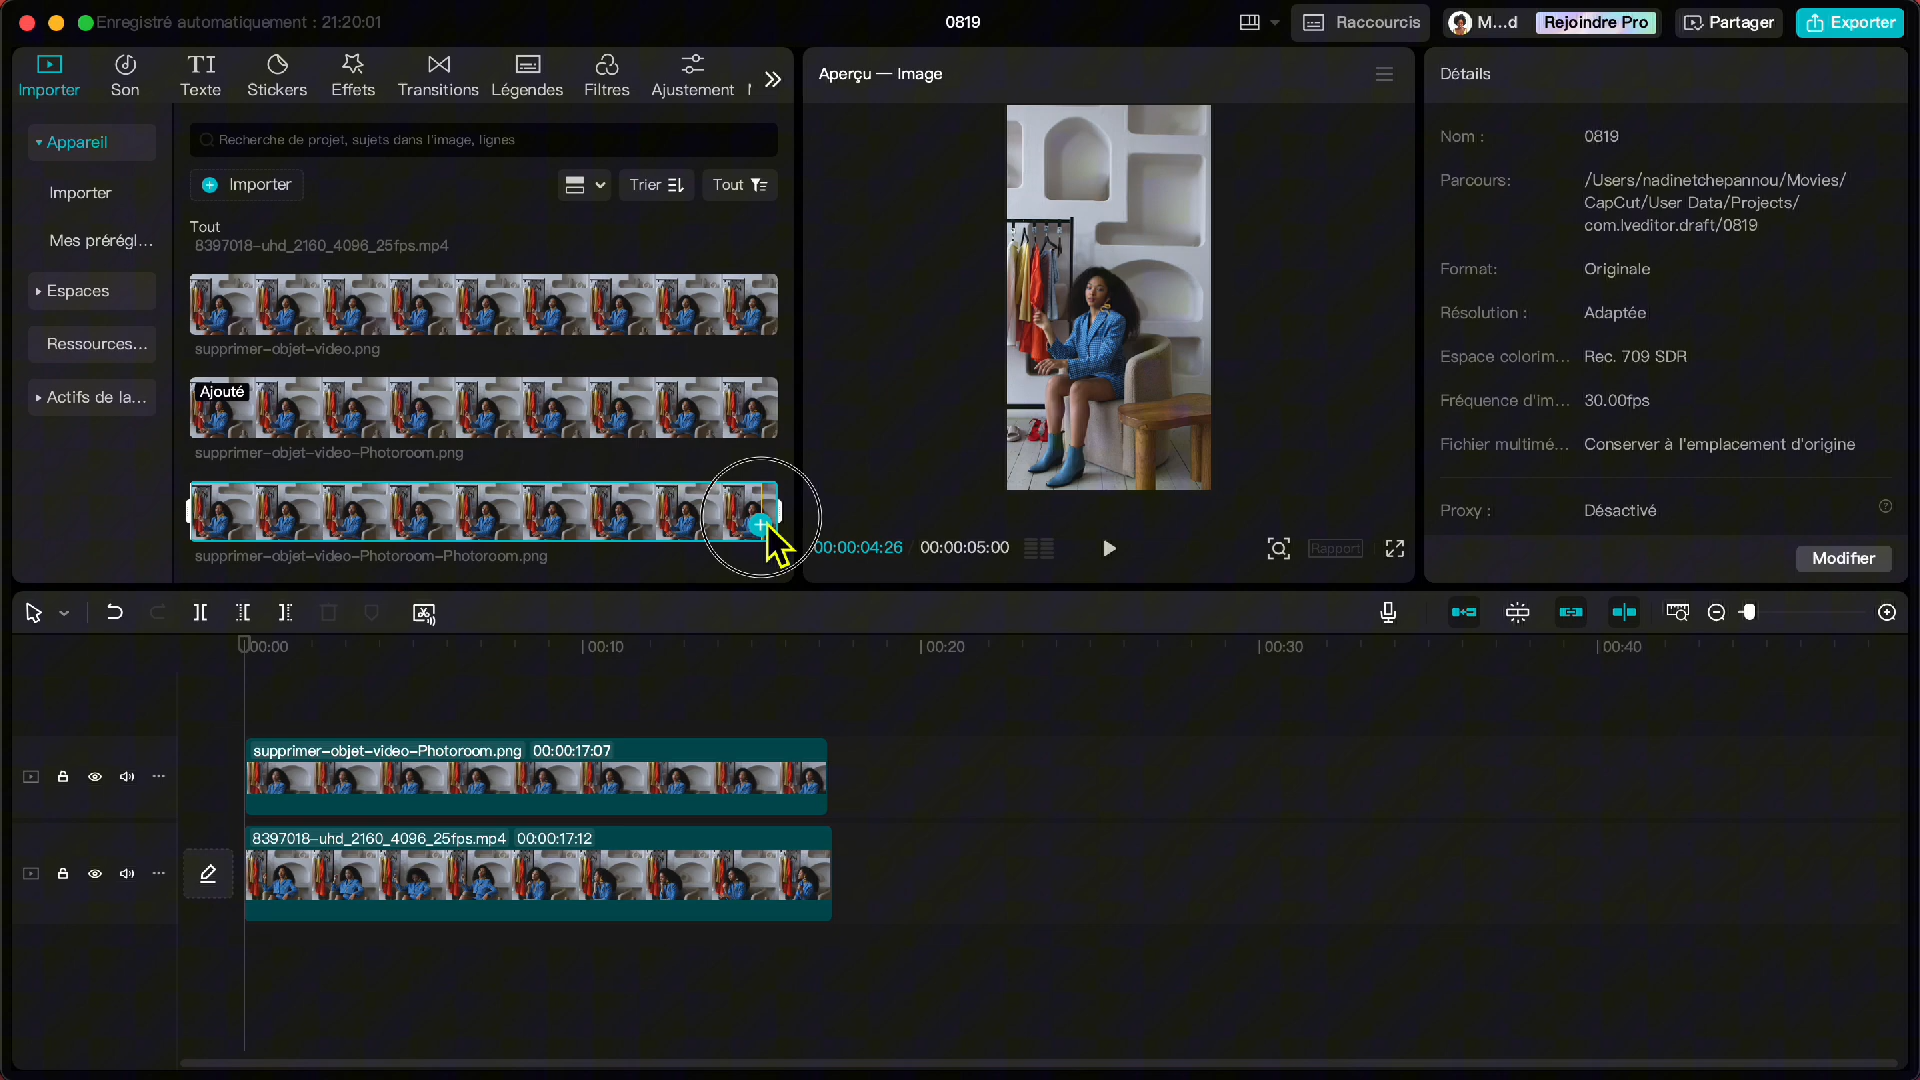 Enregistré automatiquement : 21:20:01
0819
Raccourcis
M...d
Rejoindre Pro
Partager
Exporter
Importer
Son
Texte
Stickers
Effets
Transitions
Légendes
Filtres
Ajustement
Appareil
Importer
Mes prérégl...
Espaces
Ressources...
Actifs de la...
Recherche de projet, sujets dans l'image, lignes
Importer
Trier
Tout
Tout
8397018-uhd_2160_4096_25fps.mp4
supprimer-objet-video.png
Ajouté
supprimer-objet-video-Photoroom.png
supprimer-objet-video-Photoroom-Photoroom.png
Aperçu — Image
00:00:04:26
00:00:05:00
Rapport
Détails
Nom :
0819
Parcours:
/Users/nadinetchepannou/Movies/
CapCut/User Data/Projects/
com.lveditor.draft/0819
Format:
Originale
Résolution :
Adaptée
Espace colorim...
Rec. 709 SDR
Fréquence d'im...
30.00fps
Fichier multimé...
Conserver à l'emplacement d'origine
Proxy :
Désactivé
Modifier
00:00
00:10
00:20
00:30
00:40
supprimer-objet-video-Photoroom.png 00:00:17:07
8397018-uhd_2160_4096_25fps.mp4 00:00:17:12